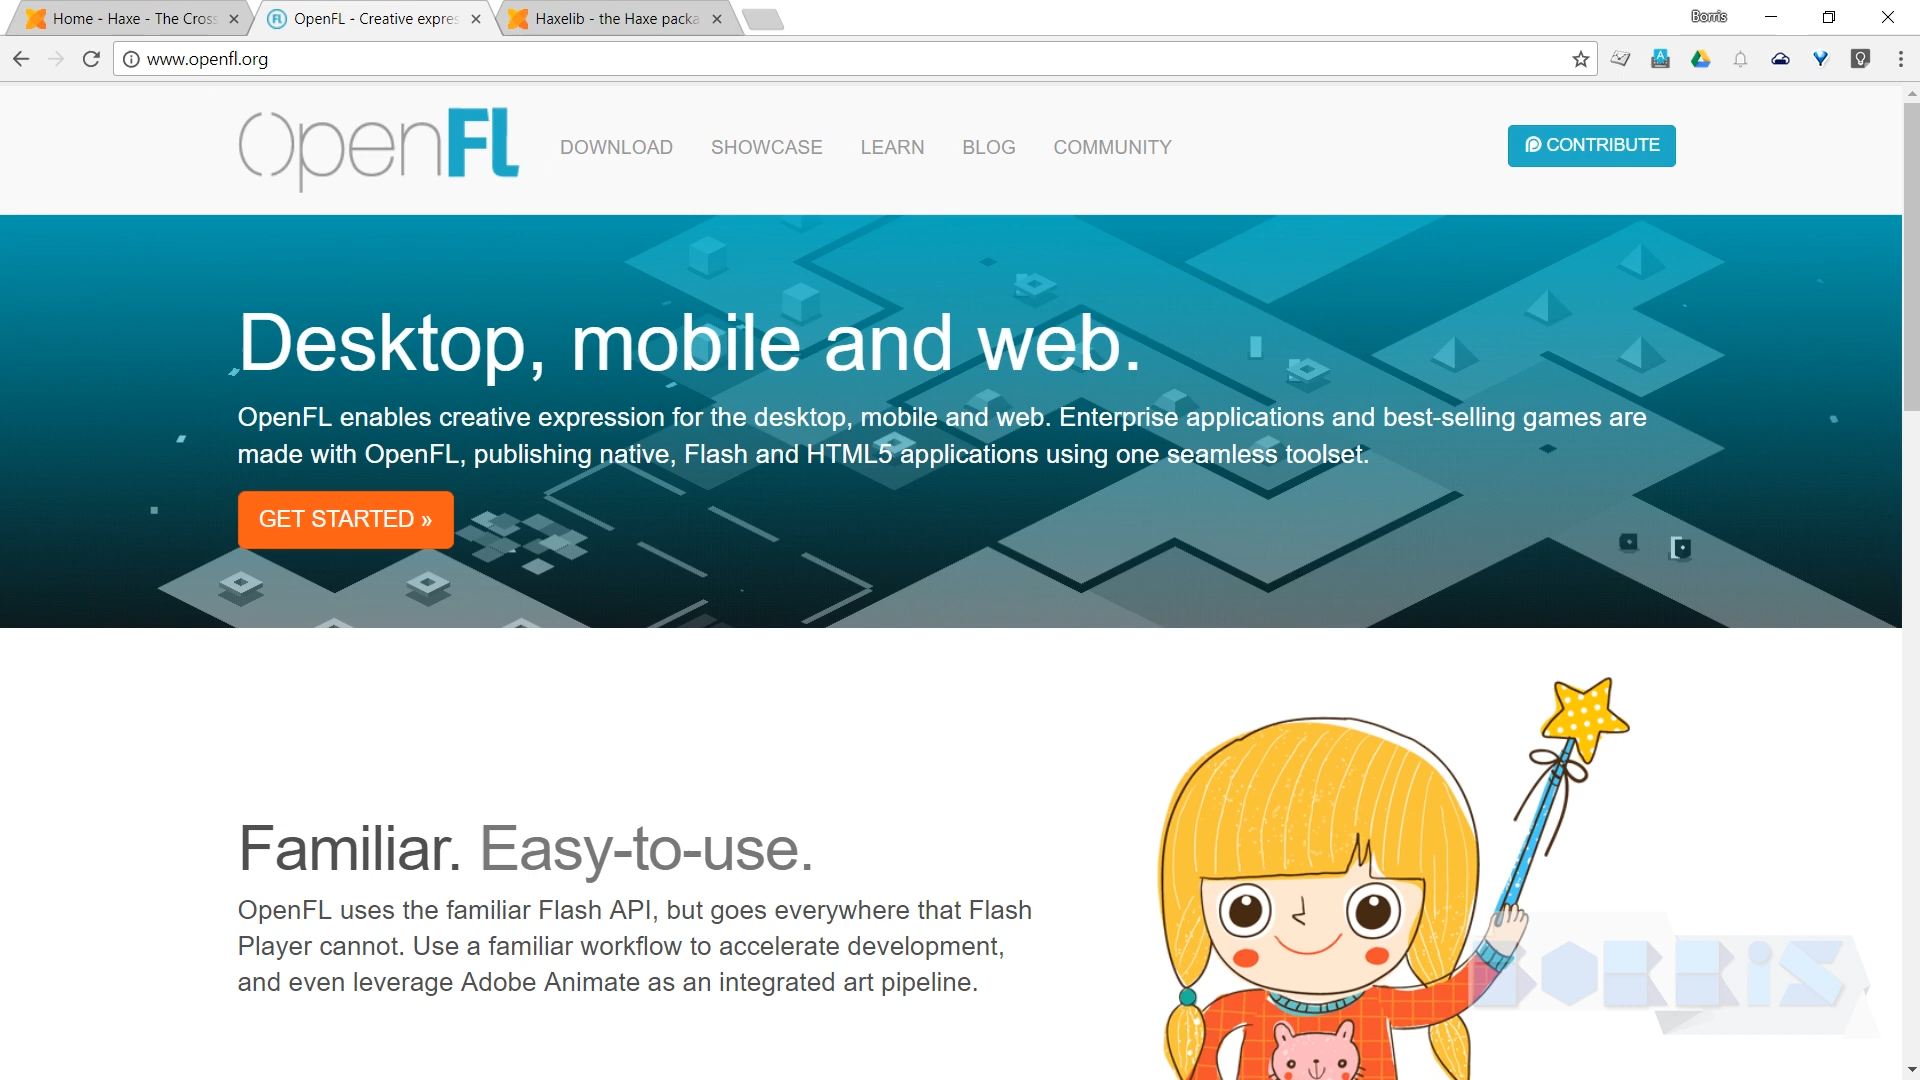 Home - Haxe - The Cross
OpenFL - Creative expres
Haxelib - the Haxe packa
Borris
www.openfl.org
OpenFL
DOWNLOAD
SHOWCASE
LEARN
BLOG
COMMUNITY
CONTRIBUTE
Desktop, mobile and web.
OpenFL enables creative expression for the desktop, mobile and web. Enterprise applications and best-selling games are
made with OpenFL, publishing native, Flash and HTML5 applications using one seamless toolset.
GET STARTED »
Familiar. Easy-to-use.
OpenFL uses the familiar Flash API, but goes everywhere that Flash
Player cannot. Use a familiar workflow to accelerate development,
and even leverage Adobe Animate as an integrated art pipeline.
BORRiS